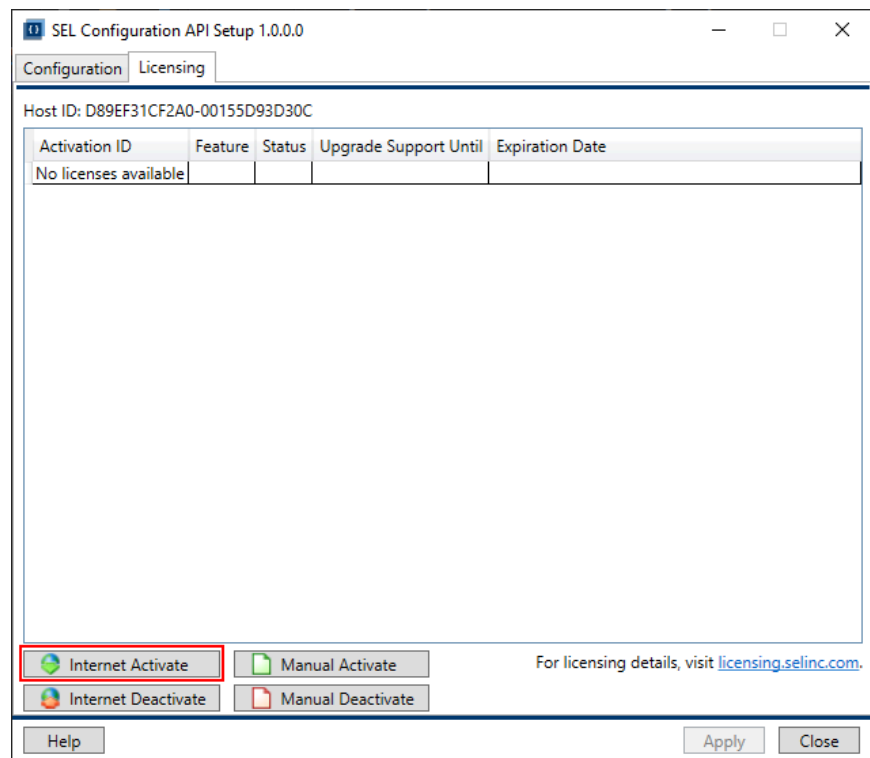 SEL Configuration API Setup 1.0.0.0
Configuration Licensing
Host ID: D89EF31CF2A0-00155D93D30C
Activation ID Feature Status Upgrade Support Until Expiration Date
No licenses available
Internet Activate Manual Activate For licensing details, visit licensing.selinc.com.
Internet Deactivate Manual Deactivate
Help Apply Close